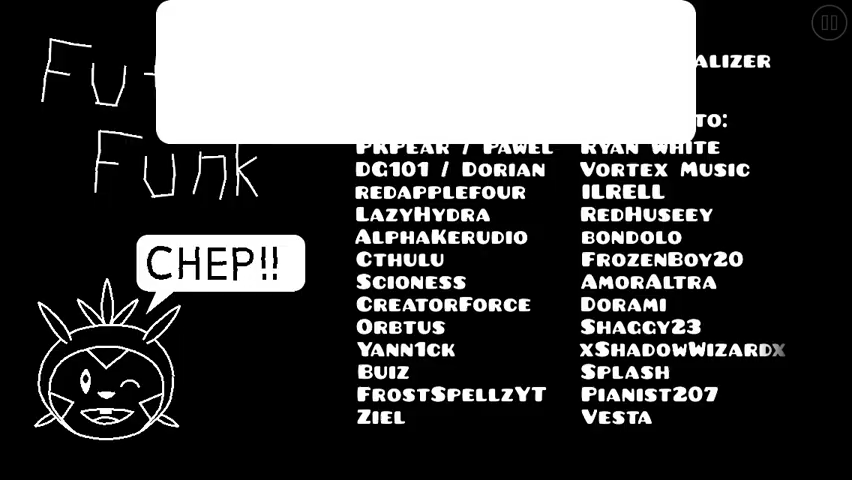 Fu
Funk
ALIZER
TO:
PKPEAR / PAWEL RYAN WHITE
DG101 / DORIAN VORTEX MUSIC
REDAPPLEFOUR ILRELL
LAZYHYDRA REDHUSEEY
ALPHAKERUDIO BONDOLO
CTHULU FROZENBOY20
SCIONESS AMORALTRA
CREATORFORCE DORAMI
ORBTUS SHAGGY23
YANN1CK XSHADOWWIZARDX
BUIZ SPLASH
FROSTSPELLZYT PIANIST207
ZIEL VESTA
CHEP!!